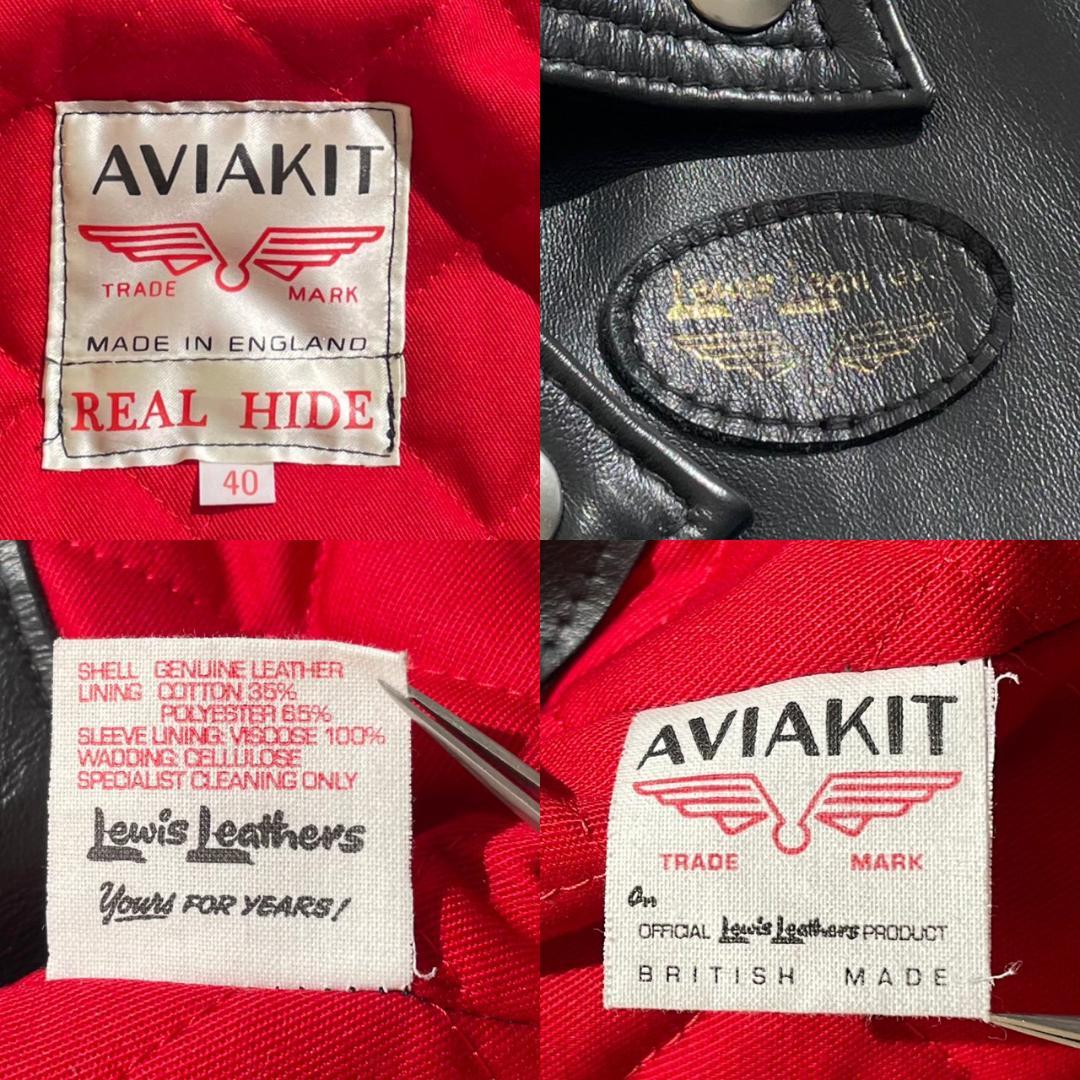 AVIAKIT
TRADE MARK
MADE IN ENGLAND
REAL HIDE
40
Lewis Leathers
SHELL GENUINE LEATHER
LINING COTTON 35%
POLYESTER 65%
SLEEVE LINING: VISCOSE 100%
WADDING: CELLULOSE
SPECIALIST CLEANING ONLY
Lewis Leathers
Yours FOR YEARS!
AVIAKIT
TRADE MARK
An
OFFICIAL Lewis Leathers PRODUCT
BRITISH MADE